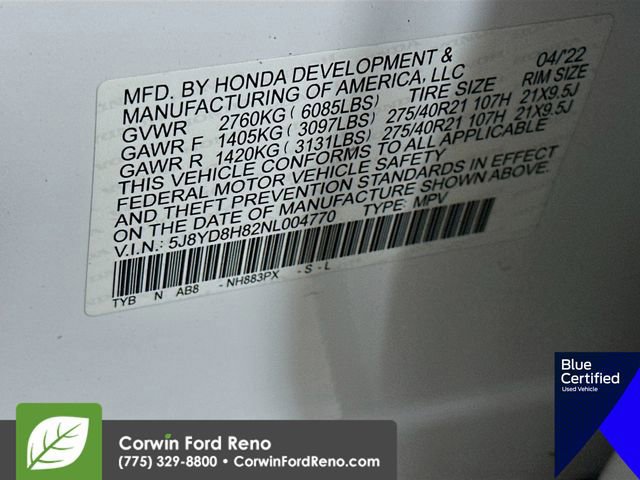 MFD. BY HONDA DEVELOPMENT & 04/'22
MANUFACTURING OF AMERICA, LLC
GVWR 2760KG ( 6085LBS) TIRE SIZE RIM SIZE
GAWR F 1405KG ( 3097LBS) 275/40R21 107H 21X9.5J
GAWR R 1420KG ( 3131LBS) 275/40R21 107H 21X9.5J
THIS VEHICLE CONFORMS TO ALL APPLICABLE
FEDERAL MOTOR VEHICLE SAFETY
AND THEFT PREVENTION STANDARDS IN EFFECT
ON THE DATE OF MANUFACTURE SHOWN ABOVE.
V.I.N.: 5J8YD8H82NL004770 TYPE: MPV
TYB N AB8 -NH883PX -S-L
Blue
Certified
Used Vehicle
Corwin Ford Reno
(775) 329-8800 • CorwinFordReno.com